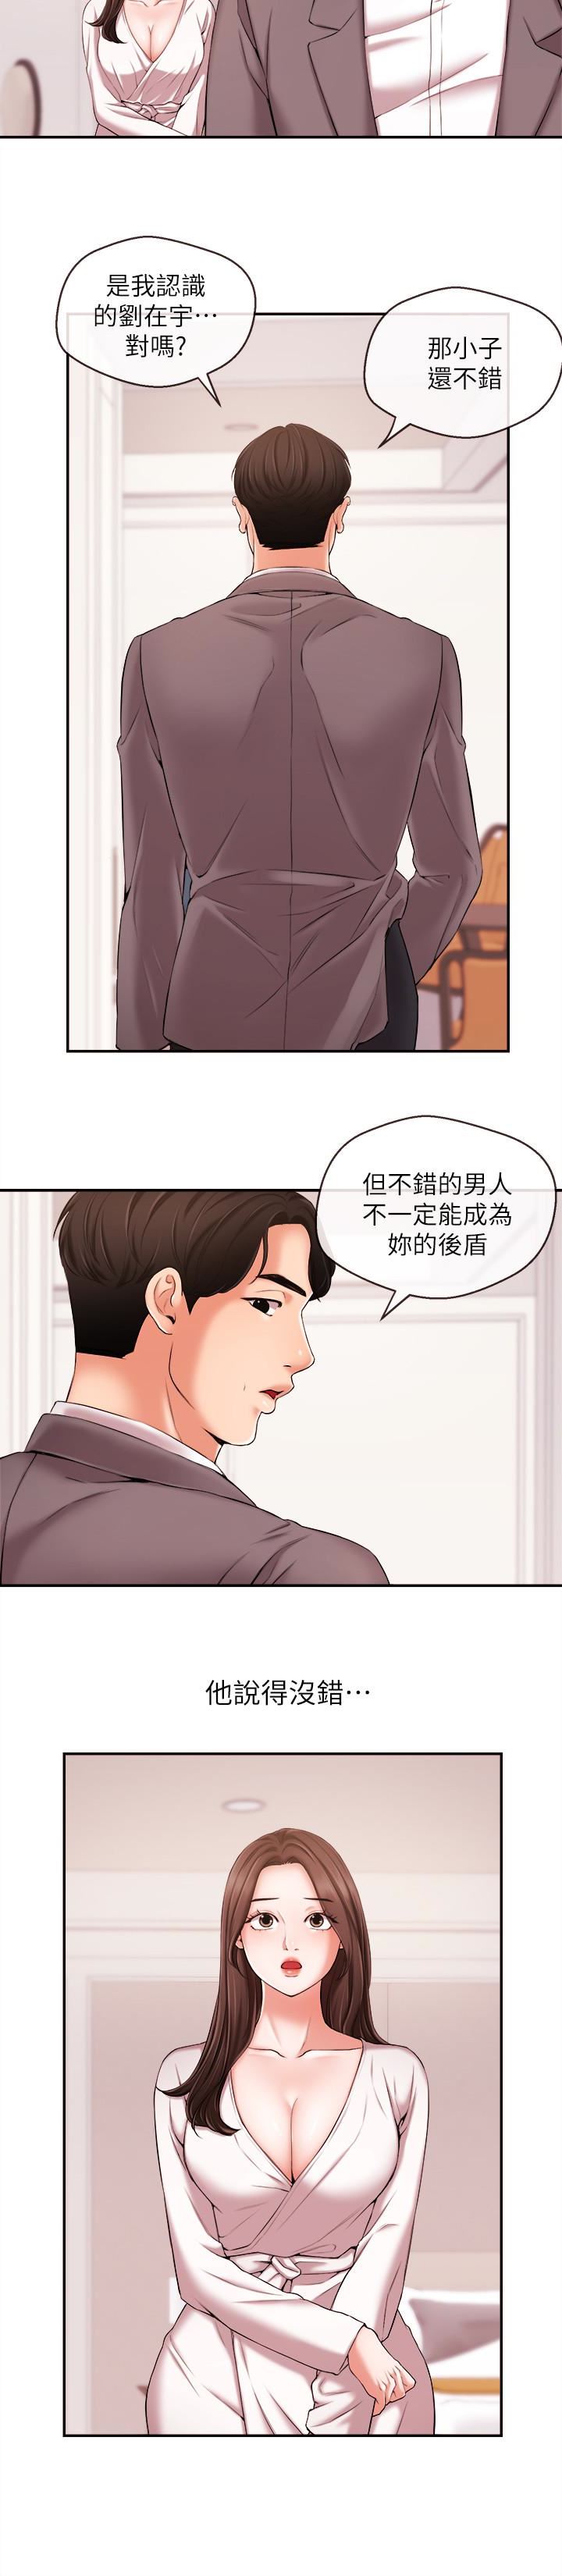 是我認識
的劉在宇⋯
對嗎?
那小子
還不錯
但不錯的男人
不一定能成為
妳的後盾
他說得沒錯⋯